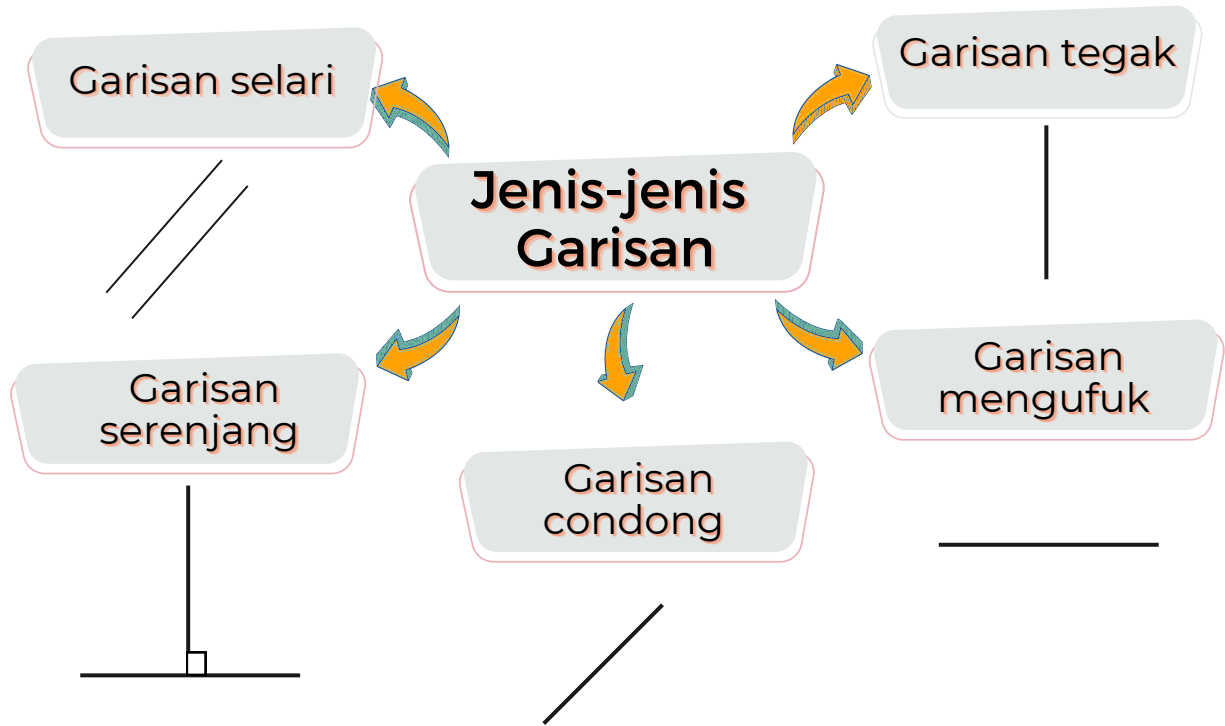 Garisan selari
Garisan tegak
Jenis-jenis
Garisan
Garisan
serenjang
Garisan
condong
Garisan
mengufuk